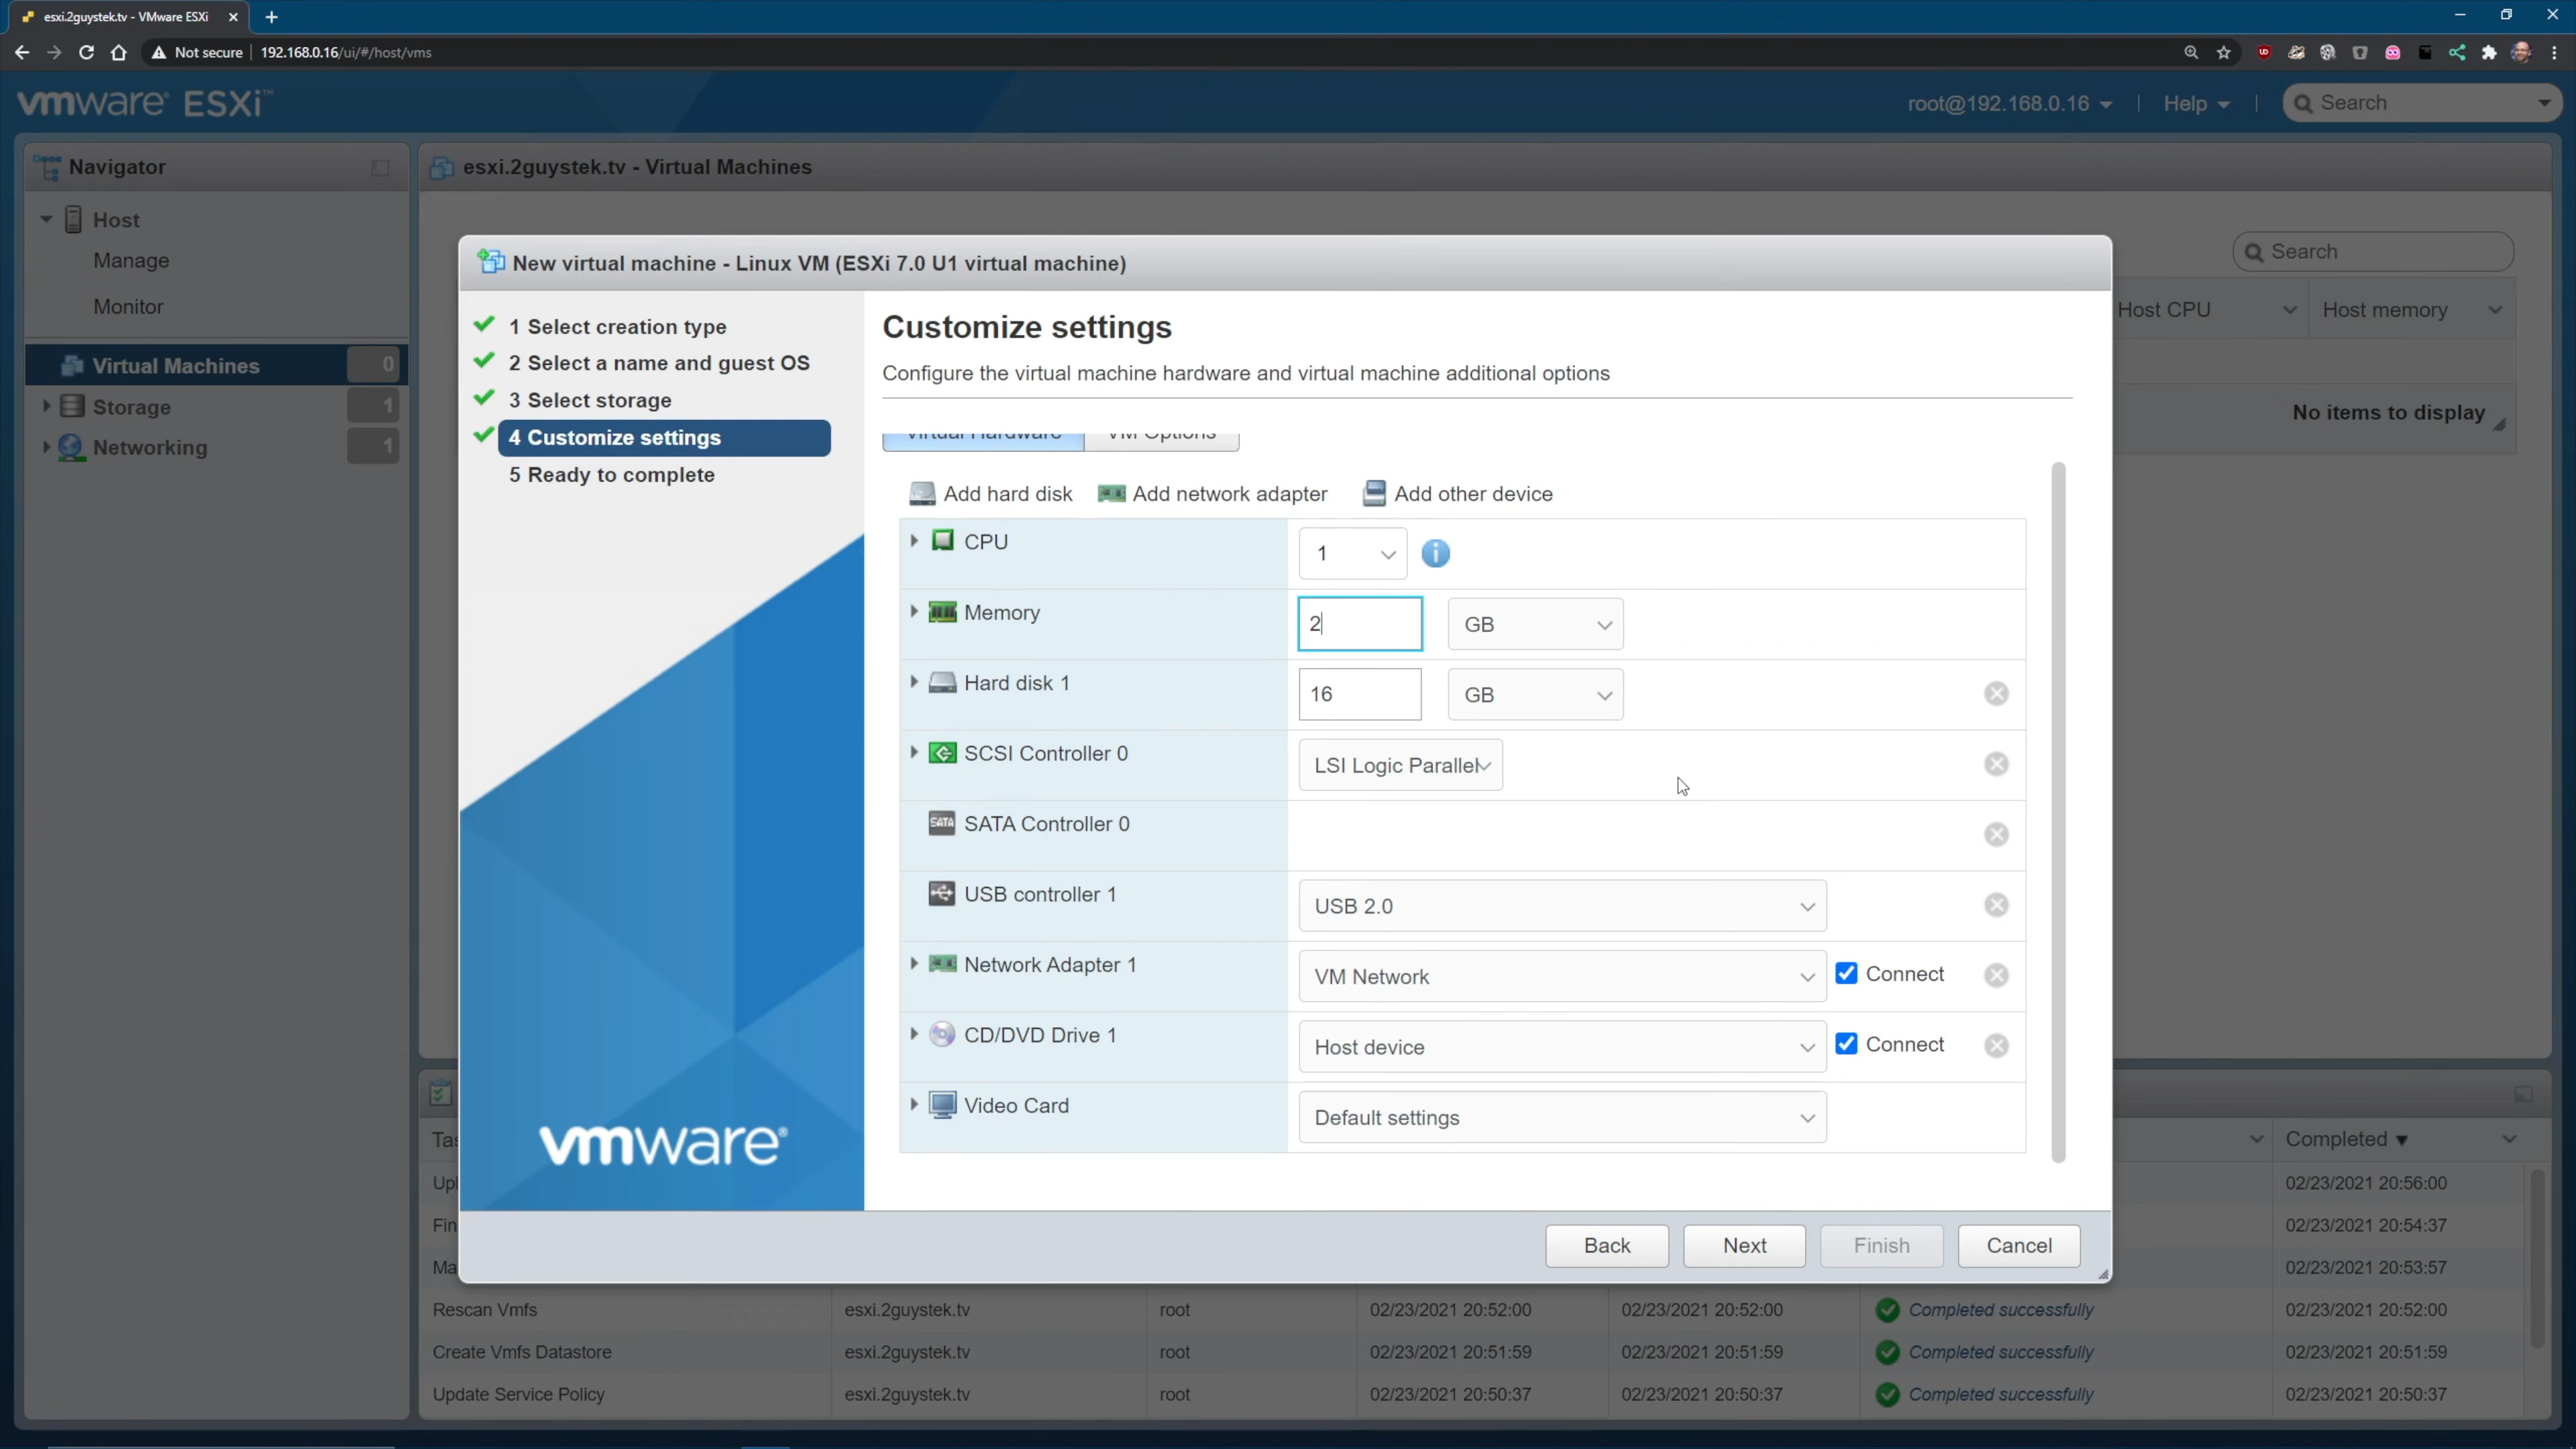 esxi.2guystek.tv - VMware ESXi
Not secure
192.168.0.16/ui/#/host/vms
vmware® ESXi™
root@192.168.0.16
Help
Search
Navigator
esxi.2guystek.tv - Virtual Machines
Host
Manage
Monitor
Virtual Machines
0
Storage
1
Networking
1
Search
Host CPU
Host memory
No items to display
New virtual machine - Linux VM (ESXi 7.0 U1 virtual machine)
1 Select creation type
2 Select a name and guest OS
3 Select storage
4 Customize settings
5 Ready to complete
vmware®
Customize settings
Configure the virtual machine hardware and virtual machine additional options
Virtual Hardware
VM Options
Add hard disk
Add network adapter
Add other device
CPU
1
Memory
2
GB
Hard disk 1
16
GB
SCSI Controller 0
LSI Logic Parallel
SATA
SATA Controller 0
USB controller 1
USB 2.0
Network Adapter 1
VM Network
Connect
CD/DVD Drive 1
Host device
Connect
Video Card
Default settings
Back
Next
Finish
Cancel
Completed
02/23/2021 20:56:00
02/23/2021 20:54:37
02/23/2021 20:53:57
Rescan Vmfs
esxi.2guystek.tv
root
02/23/2021 20:52:00
02/23/2021 20:52:00
Completed successfully
02/23/2021 20:52:00
Create Vmfs Datastore
esxi.2guystek.tv
root
02/23/2021 20:51:59
02/23/2021 20:51:59
Completed successfully
02/23/2021 20:51:59
Update Service Policy
esxi.2guystek.tv
root
02/23/2021 20:50:37
02/23/2021 20:50:37
Completed successfully
02/23/2021 20:50:37